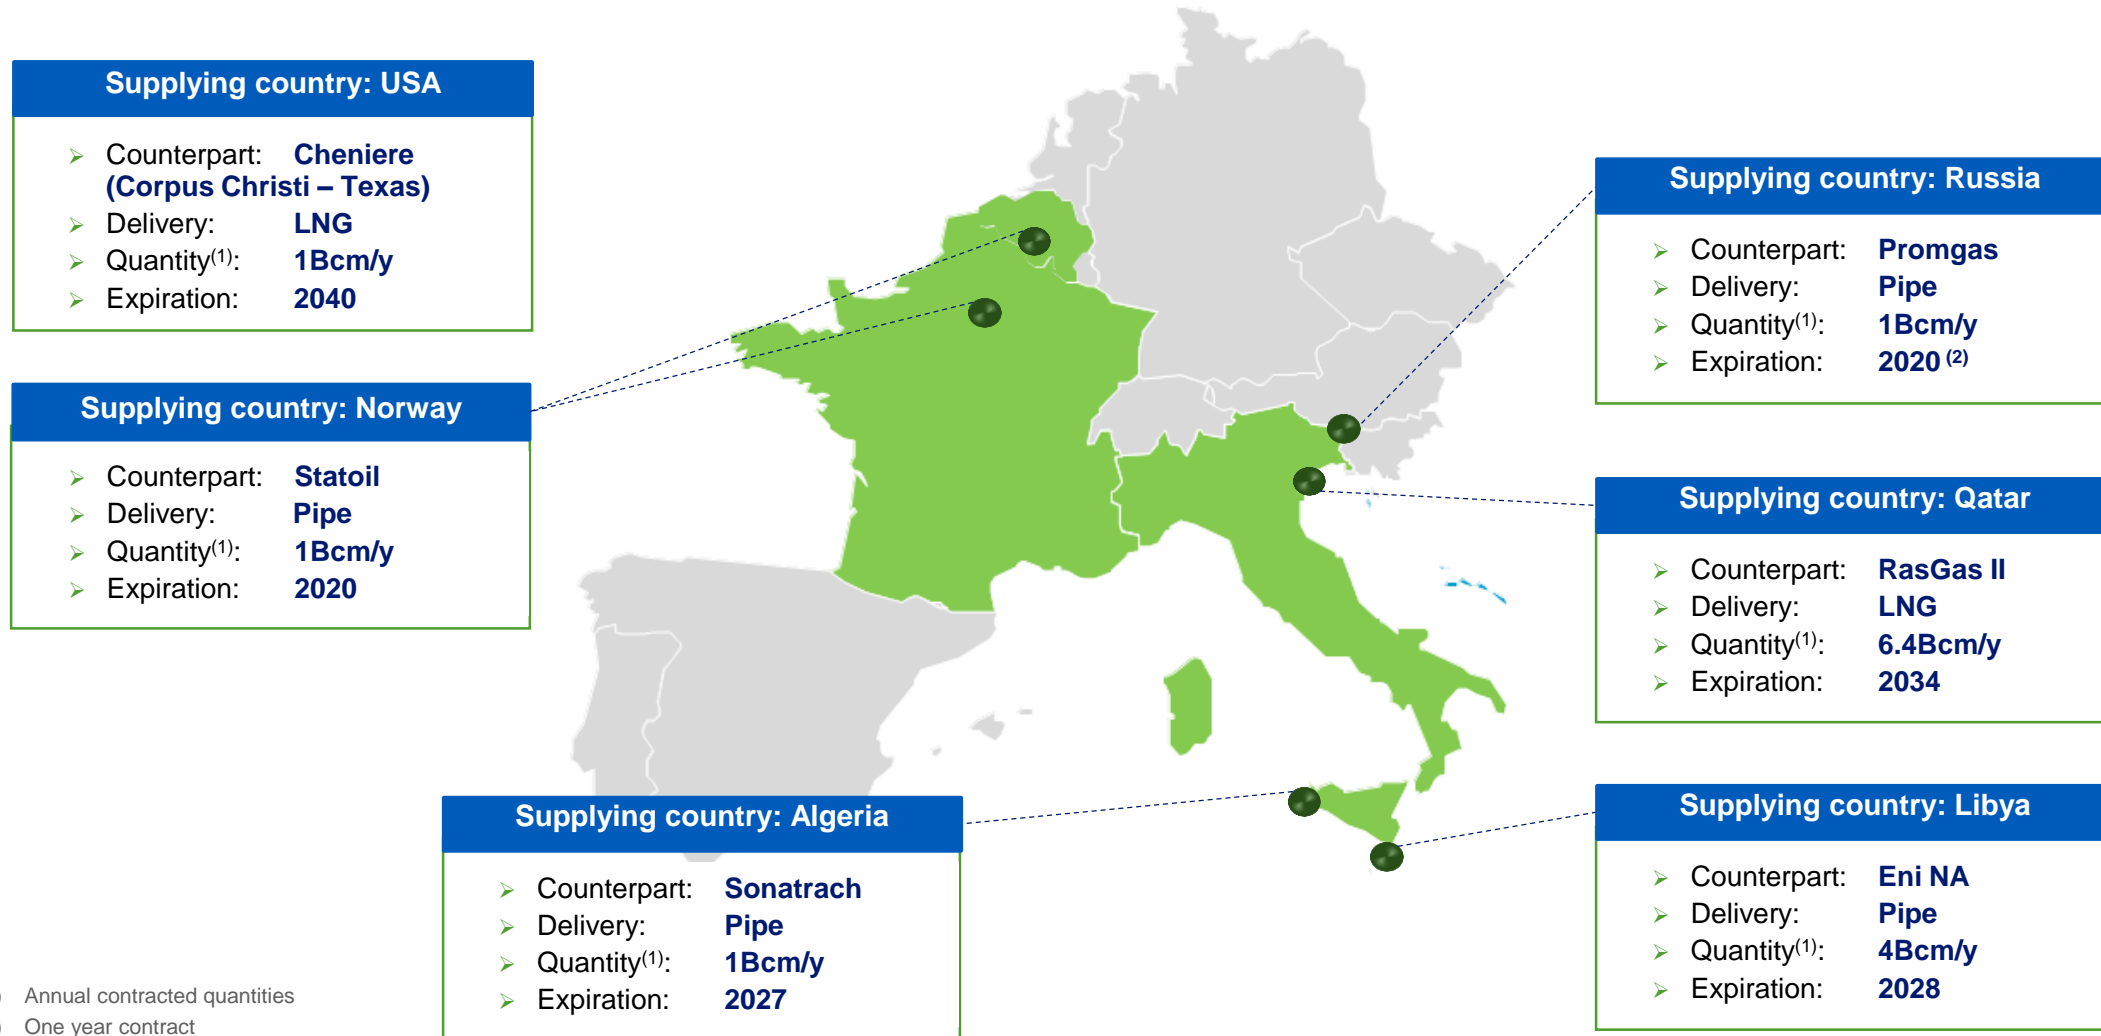 Supplying country: USA
➢ Counterpart: Cheniere
(Corpus Christi – Texas)
➢ Delivery: LNG
➢ Quantity(1): 1Bcm/y
➢ Expiration: 2040
Supplying country: Norway
➢ Counterpart: Statoil
➢ Delivery: Pipe
➢ Quantity(1): 1Bcm/y
➢ Expiration: 2020
Supplying country: Algeria
➢ Counterpart: Sonatrach
➢ Delivery: Pipe
➢ Quantity(1): 1Bcm/y
➢ Expiration: 2027
Supplying country: Russia
➢ Counterpart: Promgas
➢ Delivery: Pipe
➢ Quantity(1): 1Bcm/y
➢ Expiration: 2020 (2)
Supplying country: Qatar
➢ Counterpart: RasGas II
➢ Delivery: LNG
➢ Quantity(1): 6.4Bcm/y
➢ Expiration: 2034
Supplying country: Libya
➢ Counterpart: Eni NA
➢ Delivery: Pipe
➢ Quantity(1): 4Bcm/y
➢ Expiration: 2028
) Annual contracted quantities
) One year contract